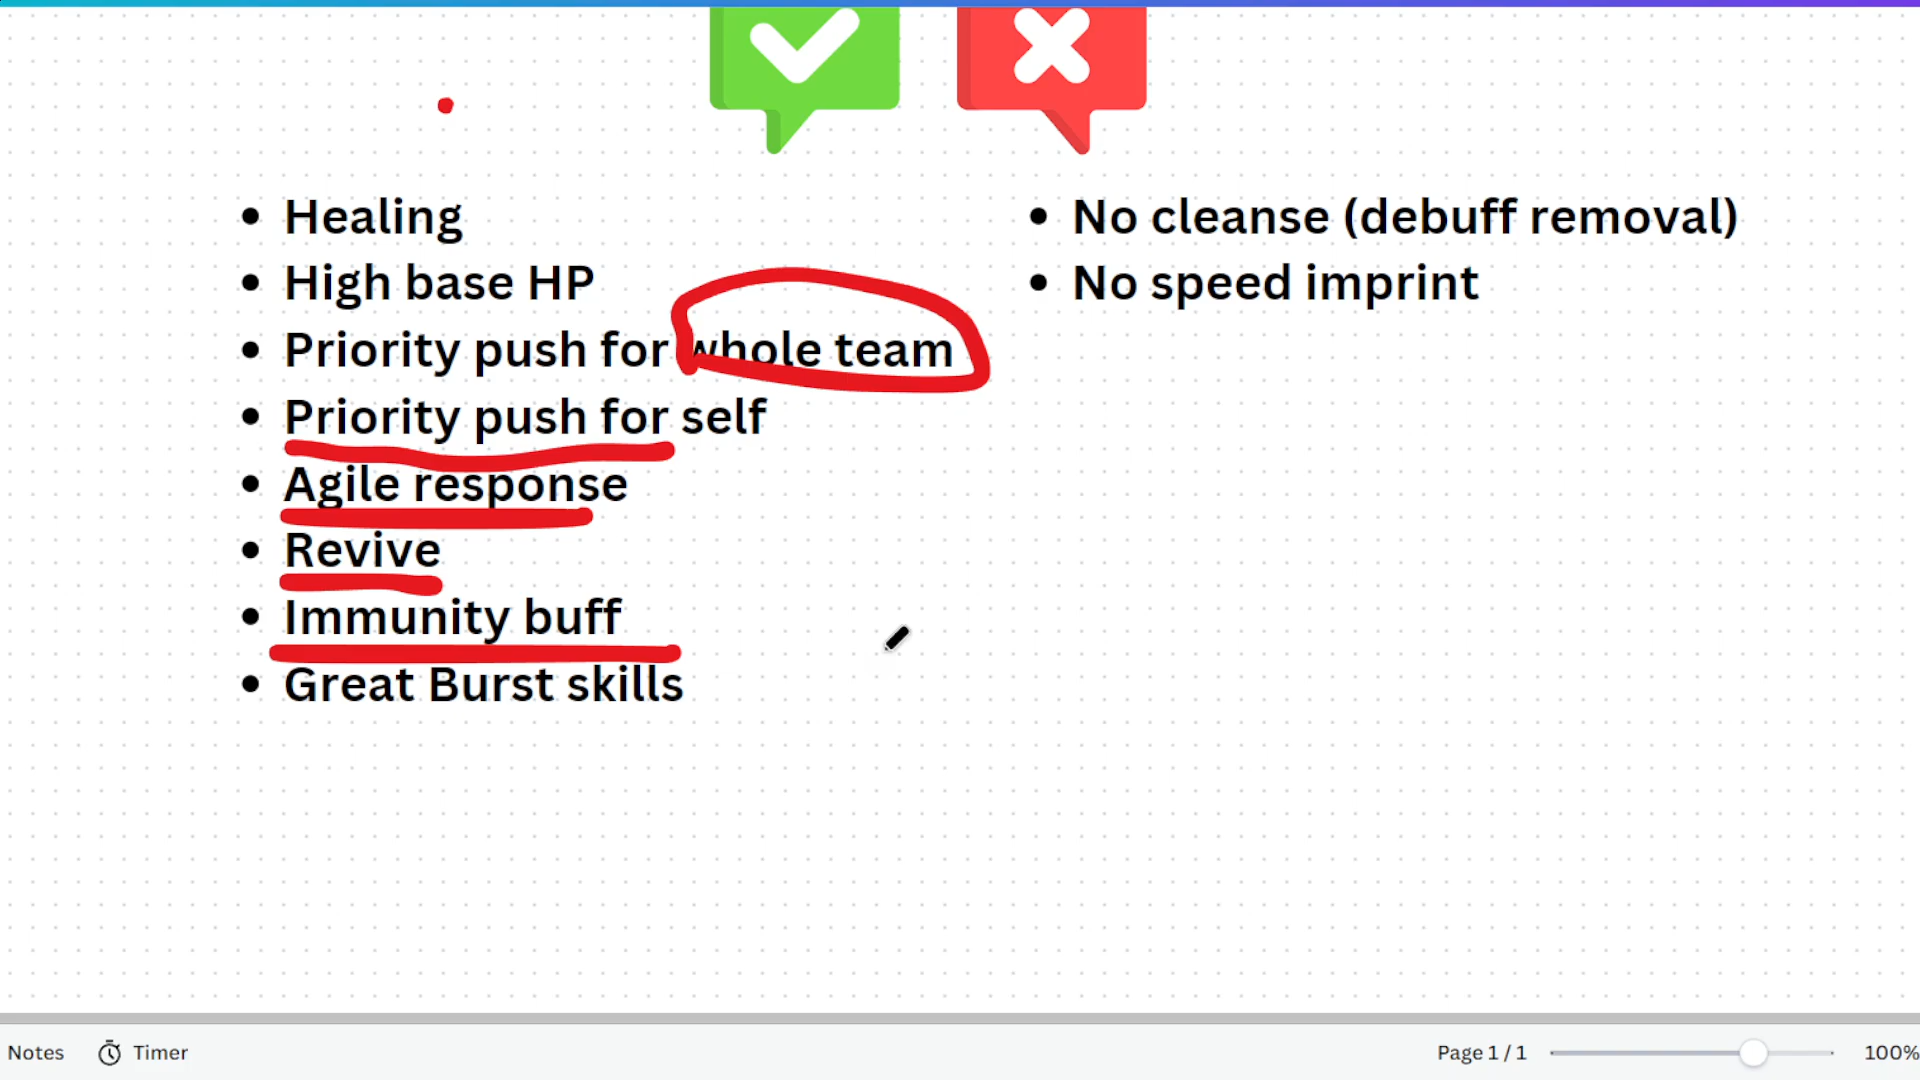 Healing
High base HP
Priority push for whole team
Priority push for self
Agile response
Revive
Immunity buff
Great Burst skills
No cleanse (debuff removal)
No speed imprint
Notes
Timer
Page 1 / 1
100%